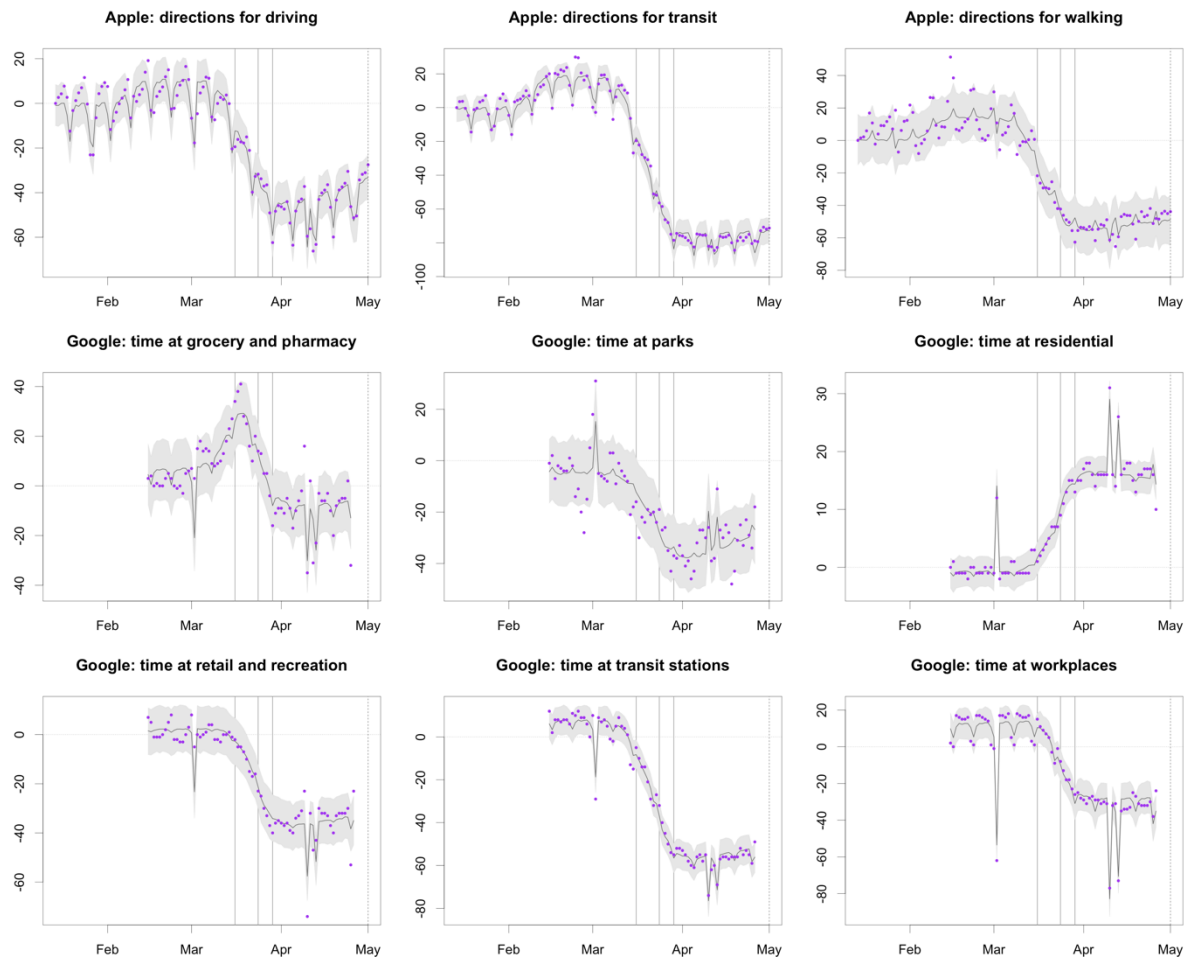 Apple: directions for driving
Apple: directions for transit
Apple: directions for walking
20
0
-20
-40
-60
Feb Mar Apr May
20
0
-20
-40
-60
-80
-100
Feb Mar Apr May
40
20
0
-20
-40
-60
-80
Feb Mar Apr May
Google: time at grocery and pharmacy
Google: time at parks
Google: time at residential
40
20
0
-20
-40
Feb Mar Apr May
20
0
-20
-40
Feb Mar Apr May
30
20
10
0
Feb Mar Apr May
Google: time at retail and recreation
Google: time at transit stations
Google: time at workplaces
0
-20
-40
-60
Feb Mar Apr May
0
-20
-40
-60
-80
Feb Mar Apr May
20
0
-20
-40
-60
-80
Feb Mar Apr May